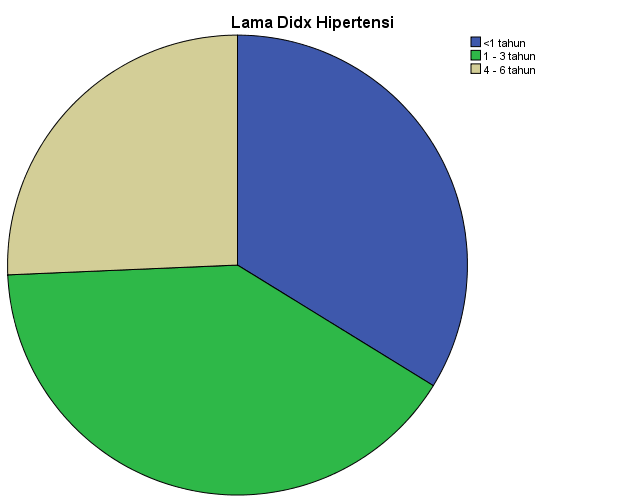 Lama Didx Hipertensi
<1 tahun
1 - 3 tahun
4 - 6 tahun